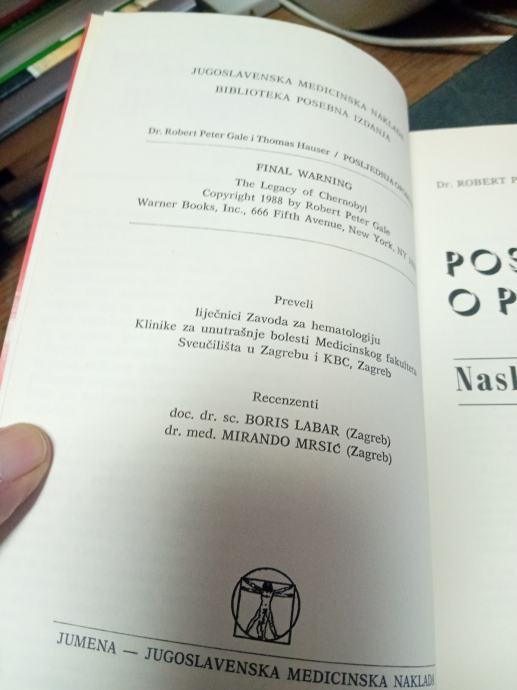 JUGOSLAVENSKA MEDICINSKA NAKLADA
BIBLIOTEKA POSEBNA IZDANJA
Dr. Robert Peter Gale i Thomas Hauser /
FINAL WARNING
The Legacy of Chernobyl
Copyright 1988 by Robert Peter Gale
Warner Books, Inc., 666 Fifth Avenue, New York, NY
Preveli
liječnici Zavoda za hematologiju
Klinike za unutrašnje bolesti Medicinskog fakulteta
Sveučilišta u Zagrebu i KBC, Zagreb
Recenzenti
doc. dr. sc. BORIS LABAR (Zagreb)
dr. med. MIRANDO MRSIĆ (Zagreb)
JUMENA — JUGOSLAVENSKA MEDICINSKA NAKLADA
Dr. ROBERT P
POS
O P
Nasl